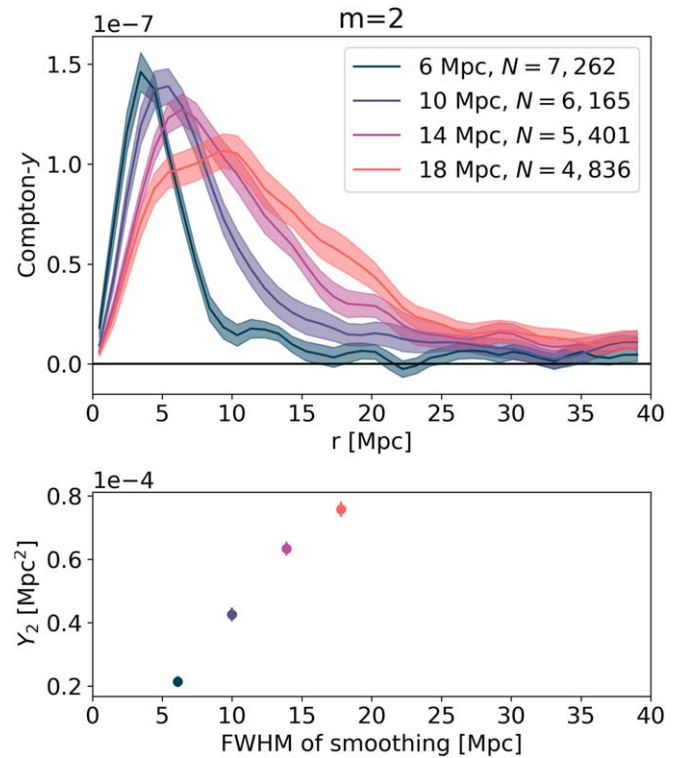 m=2
1e−7
1.5
1.0
0.5
0.0
Compton-y
6 Mpc, N = 7, 262
10 Mpc, N = 6, 165
14 Mpc, N = 5, 401
18 Mpc, N = 4, 836
0 5 10 15 20 25 30 35 40
r [Mpc]
1e−4
0.8
0.6
0.4
0.2
Y₂ [Mpc²]
0 5 10 15 20 25 30 35 40
FWHM of smoothing [Mpc]